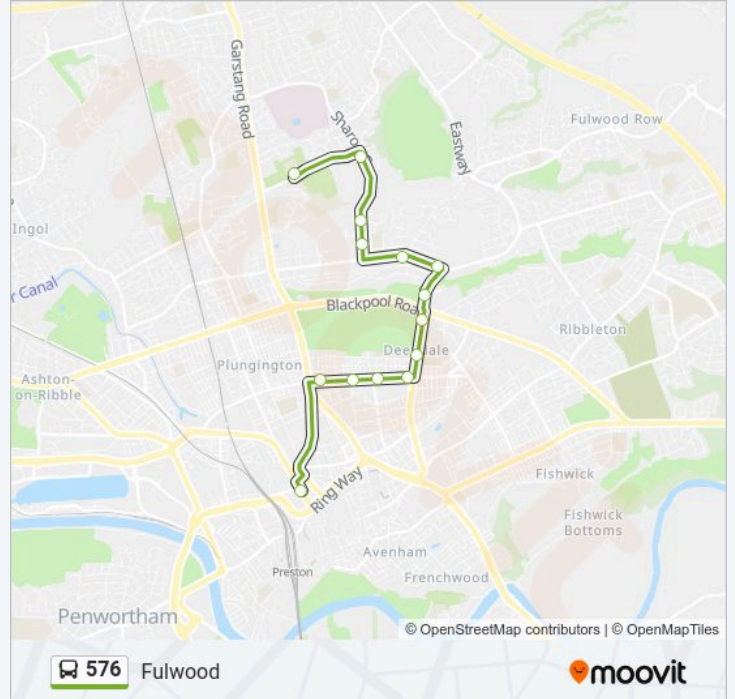 Garstang Road
Sharo
Eastway
Fulwood Row
Ingol
r Canal
Blackpool Roa
Ribbleton
Deepdale
Plungington
Ashton-
on-Ribble
Fishwick
Ring Way
Fishwick
Bottoms
Avenham
Preston
Frenchwood
Penwortham
© OpenStreetMap contributors | © OpenMapTiles
576 Fulwood
moovit